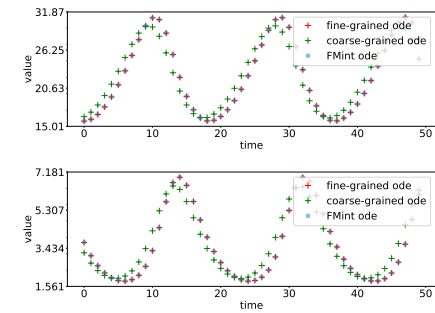 31.87
26.25
20.63
15.01
value
0 10 20 30 40 50
time
fine-grained ode
coarse-grained ode
FMint ode
7.181
5.307
3.434
1.561
value
0 10 20 30 40 50
time
fine-grained ode
coarse-grained ode
FMint ode